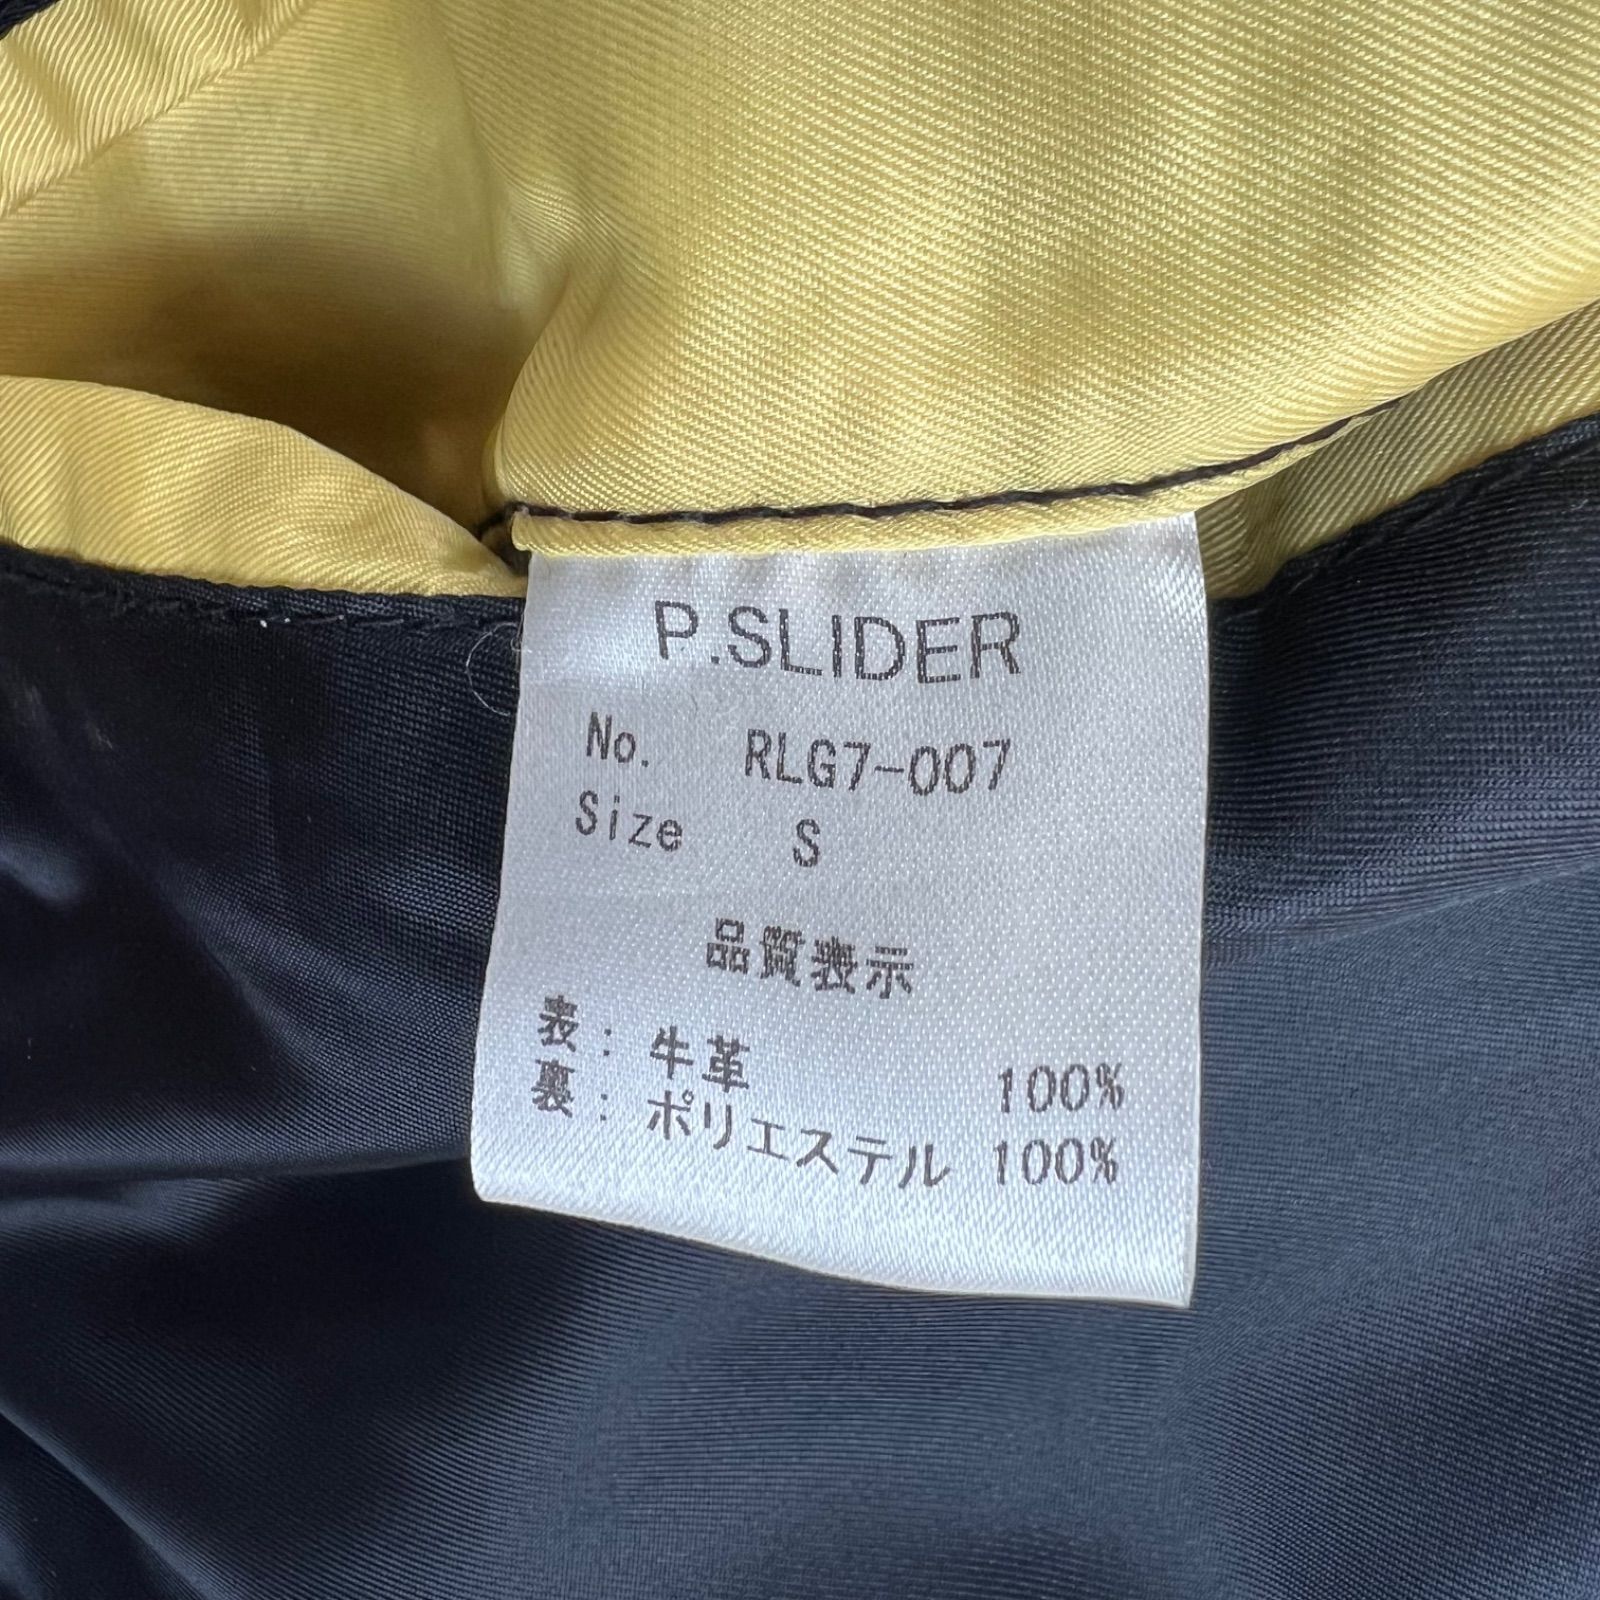 P.SLIDER
No. RLG7-007
Size S
品質表示
表: 牛革 100%
裏: ポリエステル 100%